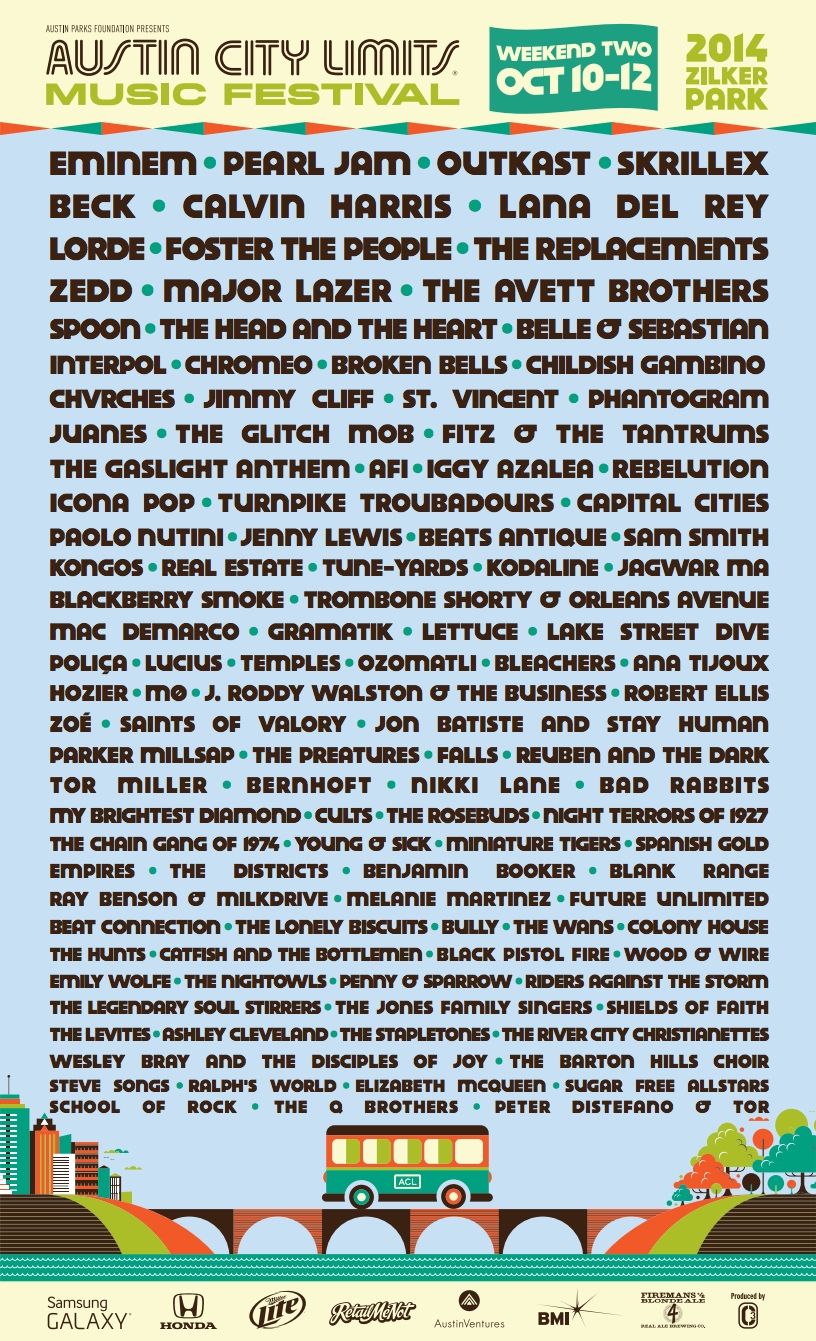 AUSTIN PARKS FOUNDATION PRESENTS
AUSTIN CITY LIMITS
MUSIC FESTIVAL
WEEKEND TWO
OCT 10-12
2014
ZILKER
PARK
EMINEM • PEARL JAM • OUTKAST • SKRILLEX
BECK • CALVIN HARRIS • LANA DEL REY
LORDE • FOSTER THE PEOPLE • THE REPLACEMENTS
ZEDD • MAJOR LAZER • THE AVETT BROTHERS
SPOON • THE HEAD AND THE HEART • BELLE & SEBASTIAN
INTERPOL • CHROMEO • BROKEN BELLS • CHILDISH GAMBINO
CHVRCHES • JIMMY CLIFF • ST. VINCENT • PHANTOGRAM
JUANES • THE GLITCH MOB • FITZ & THE TANTRUMS
THE GASLIGHT ANTHEM • AFI • IGGY AZALEA • REBELUTION
ICONA POP • TURNPIKE TROUBADOURS • CAPITAL CITIES
PAOLO NUTINI • JENNY LEWIS • BEATS ANTIQUE • SAM SMITH
KONGOS • REAL ESTATE • TUNE-YARDS • KODALINE • JAGWAR MA
BLACKBERRY SMOKE • TROMBONE SHORTY & ORLEANS AVENUE
MAC DEMARCO • GRAMATIK • LETTUCE • LAKE STREET DIVE
POLIÇA • LUCIUS • TEMPLES • OZOMATLI • BLEACHERS • ANA TIJOUX
HOZIER • MØ • J. RODDY WALSTON & THE BUSINESS • ROBERT ELLIS
ZOÉ • SAINTS OF VALORY • JON BATISTE AND STAY HUMAN
PARKER MILLSAP • THE PREATURES • FALLS • REUBEN AND THE DARK
TOR MILLER • BERNHOFT • NIKKI LANE • BAD RABBITS
MY BRIGHTEST DIAMOND • CULTS • THE ROSEBUDS • NIGHT TERRORS OF 1927
THE CHAIN GANG OF 1974 • YOUNG & SICK • MINIATURE TIGERS • SPANISH GOLD
EMPIRES • THE DISTRICTS • BENJAMIN BOOKER • BLANK RANGE
RAY BENSON & MILKDRIVE • MELANIE MARTINEZ • FUTURE UNLIMITED
BEAT CONNECTION • THE LONELY BISCUITS • BULLY • THE WANS • COLONY HOUSE
THE HUNTS • CATFISH AND THE BOTTLEMEN • BLACK PISTOL FIRE • WOOD & WIRE
EMILY WOLFE • THE NIGHTOWLS • PENNY & SPARROW • RIDERS AGAINST THE STORM
THE LEGENDARY SOUL STIRRERS • THE JONES FAMILY SINGERS • SHIELDS OF FAITH
THE LEVITES • ASHLEY CLEVELAND • THE STAPLETONES • THE RIVER CITY CHRISTIANETTES
WESLEY BRAY AND THE DISCIPLES OF JOY • THE BARTON HILLS CHOIR
STEVE SONGS • RALPH'S WORLD • ELIZABETH MCQUEEN • SUGAR FREE ALLSTARS
SCHOOL OF ROCK • THE Q BROTHERS • PETER DISTEFANO & TOR
ACL
Samsung
GALAXY
HONDA
Miller
Lite
RetailMeNot
AustinVentures
BMI
FIREMANS
BLONDE ALE
4
REAL ALE BREWING CO.
Produced by